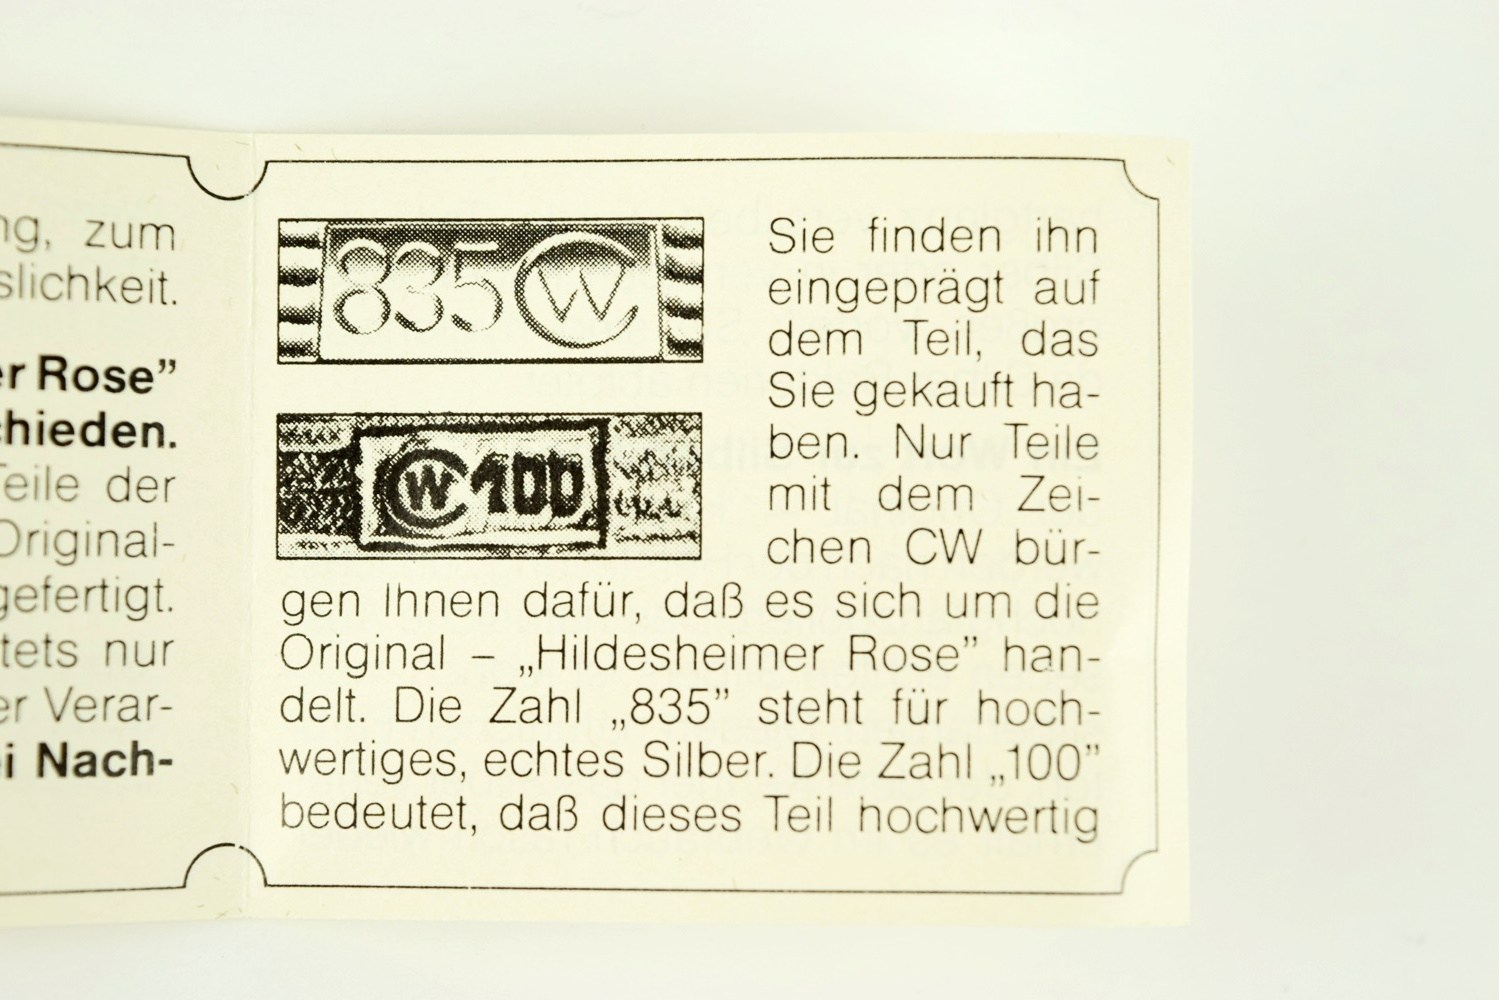 zum
slichkeit.
Rose”
chieden.
Teile der
Original-
gefertigt.
tets nur
er Verar-
Nach-
835 CW
CW 100
Sie finden ihn
eingeprägt auf
dem Teil, das
Sie gekauft ha-
ben. Nur Teile
mit dem Zei-
chen CW bür-
gen Ihnen dafür, daß es sich um die
Original – „Hildesheimer Rose” han-
delt. Die Zahl „835” steht für hoch-
wertiges, echtes Silber. Die Zahl „100”
bedeutet, daß dieses Teil hochwertig